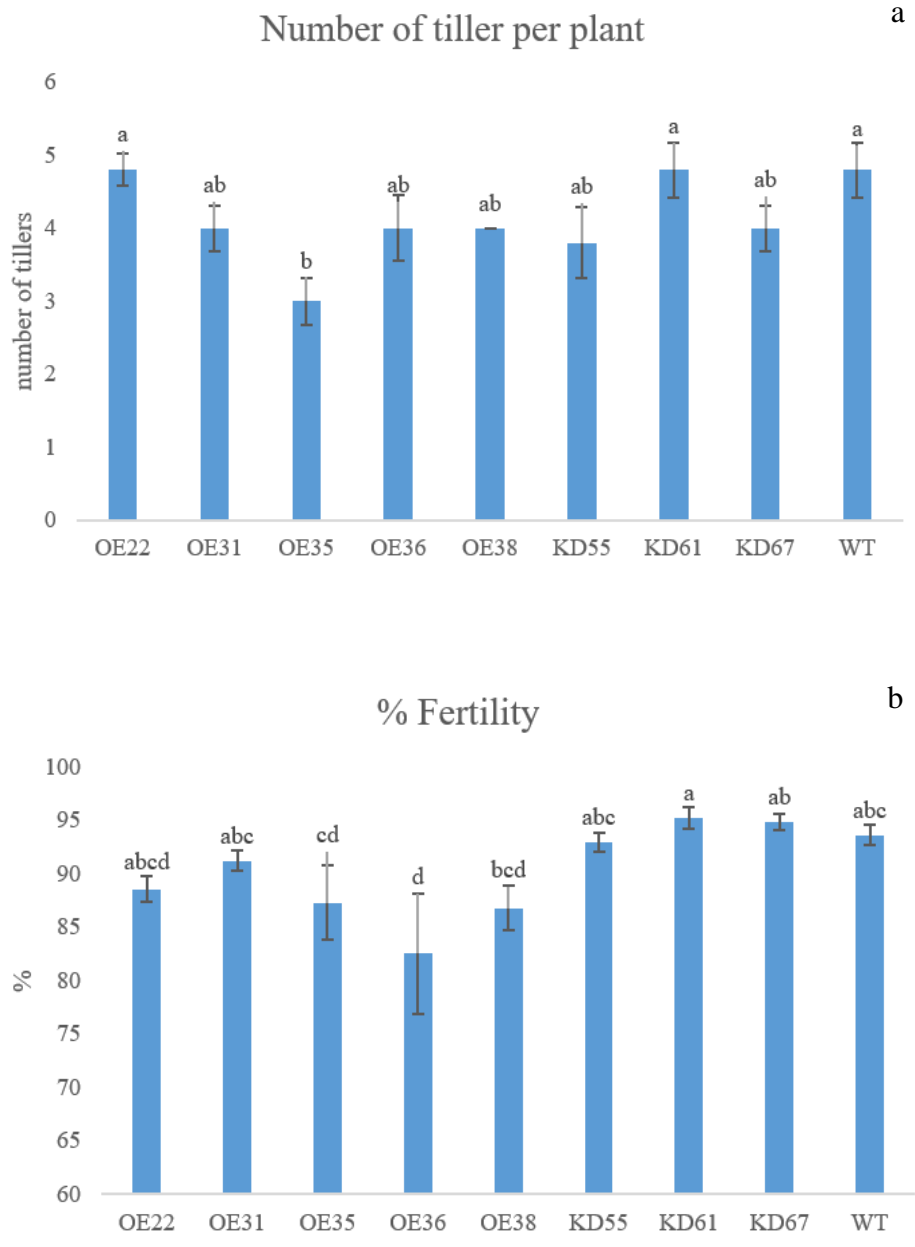 a
Number of tiller per plant
number of tillers
6
5
4
3
2
1
0
a ab b ab ab ab a ab a
OE22 OE31 OE35 OE36 OE38 KD55 KD61 KD67 WT
b
% Fertility
%
100
95
90
85
80
75
70
65
60
abcd abc cd d bcd abc a ab abc
OE22 OE31 OE35 OE36 OE38 KD55 KD61 KD67 WT